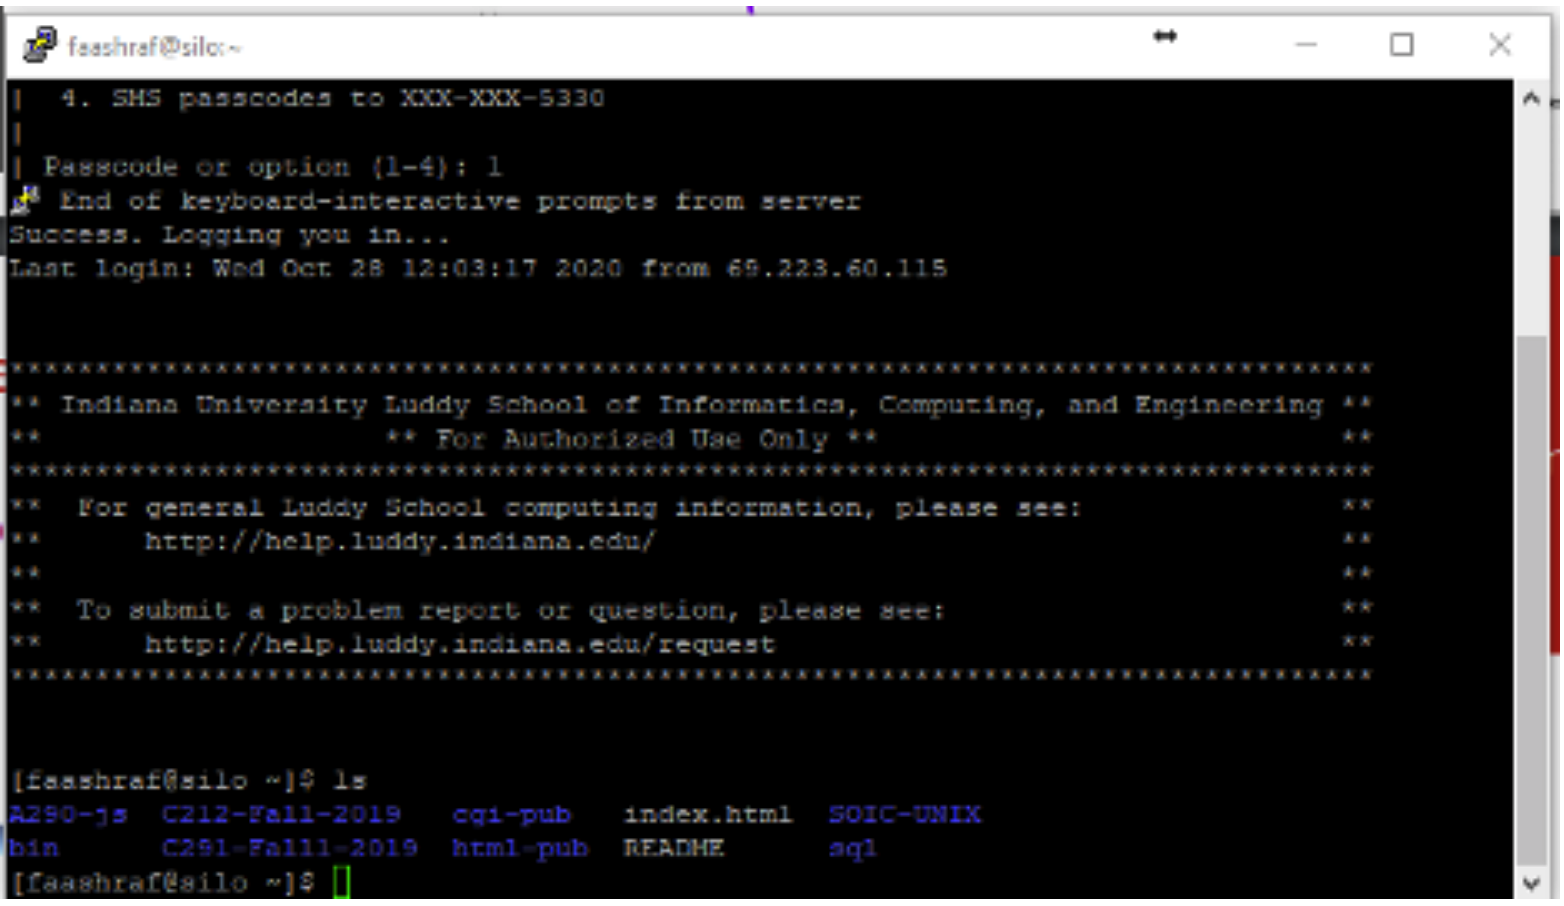 faashraf@silo:~
|  4. SMS passcodes to XXX-XXX-5330
|
| Passcode or option (1-4): 1
End of keyboard-interactive prompts from server
Success. Logging you in...
Last login: Wed Oct 28 12:03:17 2020 from 69.223.60.115
********************************************************************************
** Indiana University Luddy School of Informatics, Computing, and Engineering **
**                    ** For Authorized Use Only **                           **
********************************************************************************
**  For general Luddy School computing information, please see:               **
**      http://help.luddy.indiana.edu/                                        **
**                                                                            **
**  To submit a problem report or question, please see:                       **
**      http://help.luddy.indiana.edu/request                                 **
********************************************************************************
[faashraf@silo ~]$ ls
A290-js  C212-Fall-2019   cgi-pub   index.html  SOIC-UNIX
bin      C291-Falll-2019  html-pub  README      sql
[faashraf@silo ~]$